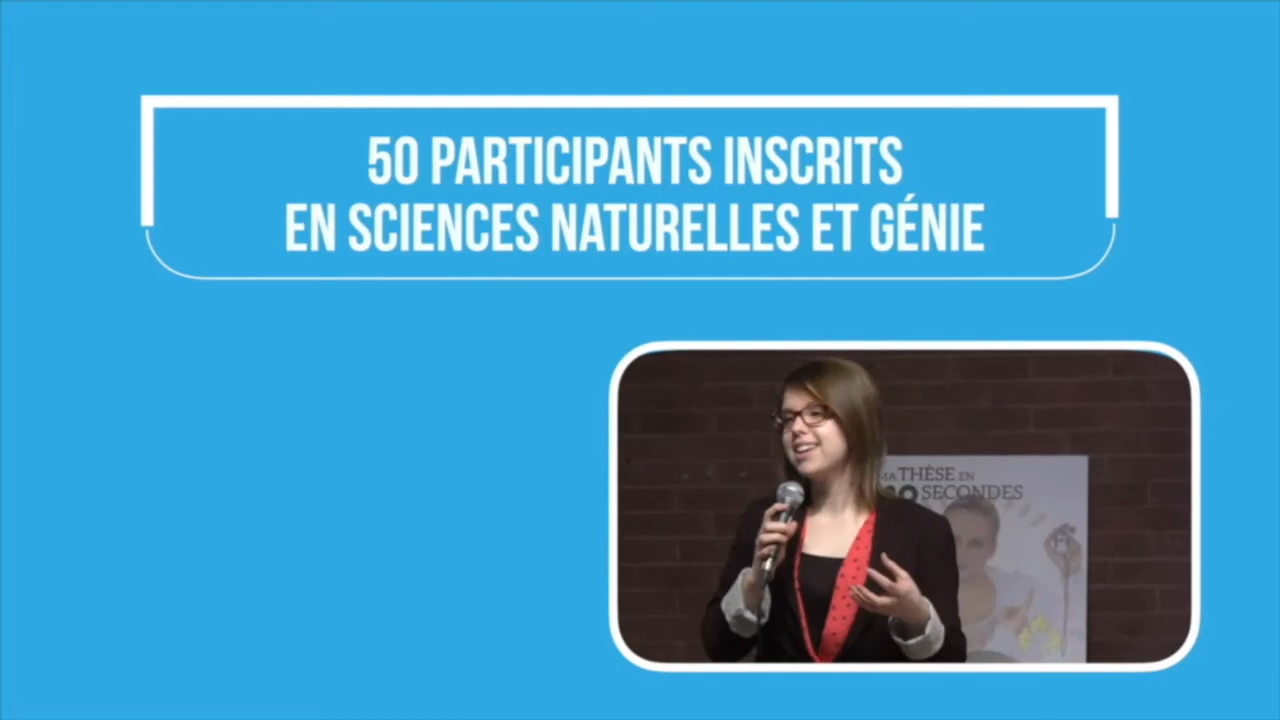 50 PARTICIPANTS INSCRITS
EN SCIENCES NATURELLES ET GÉNIE
MA THÈSE EN
SECONDES